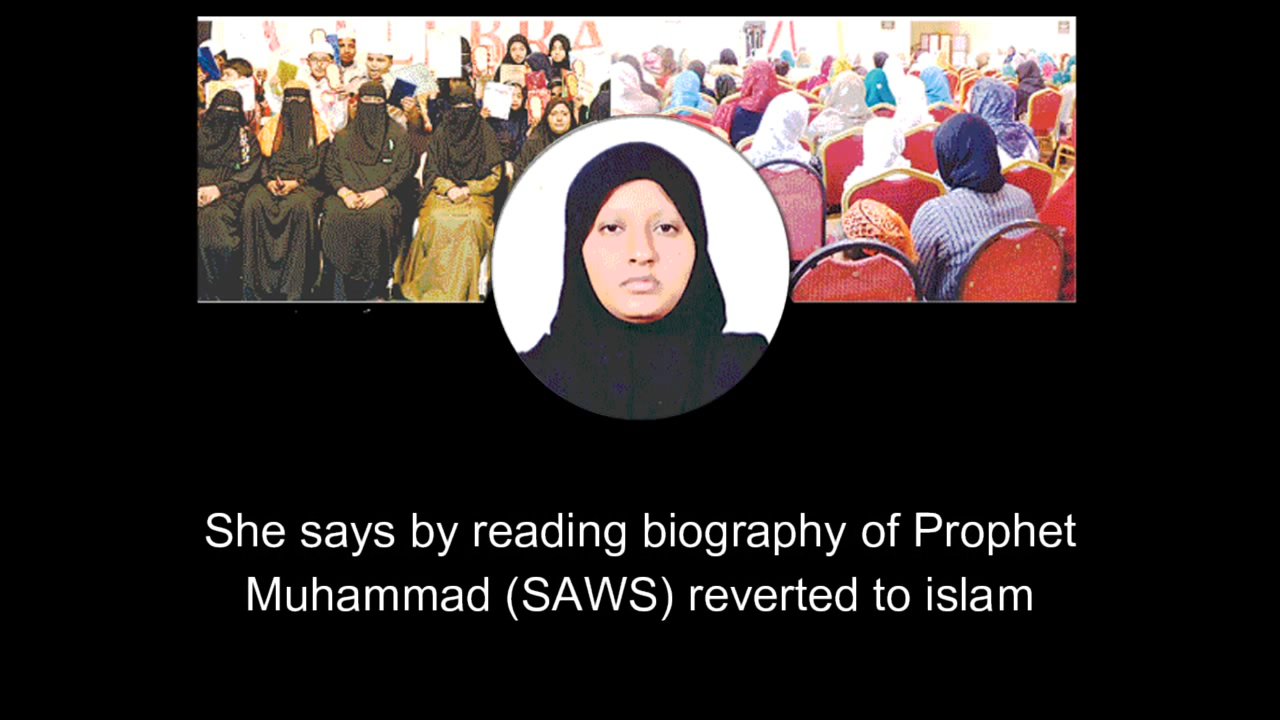 She says by reading biography of Prophet
Muhammad (SAWS) reverted to islam